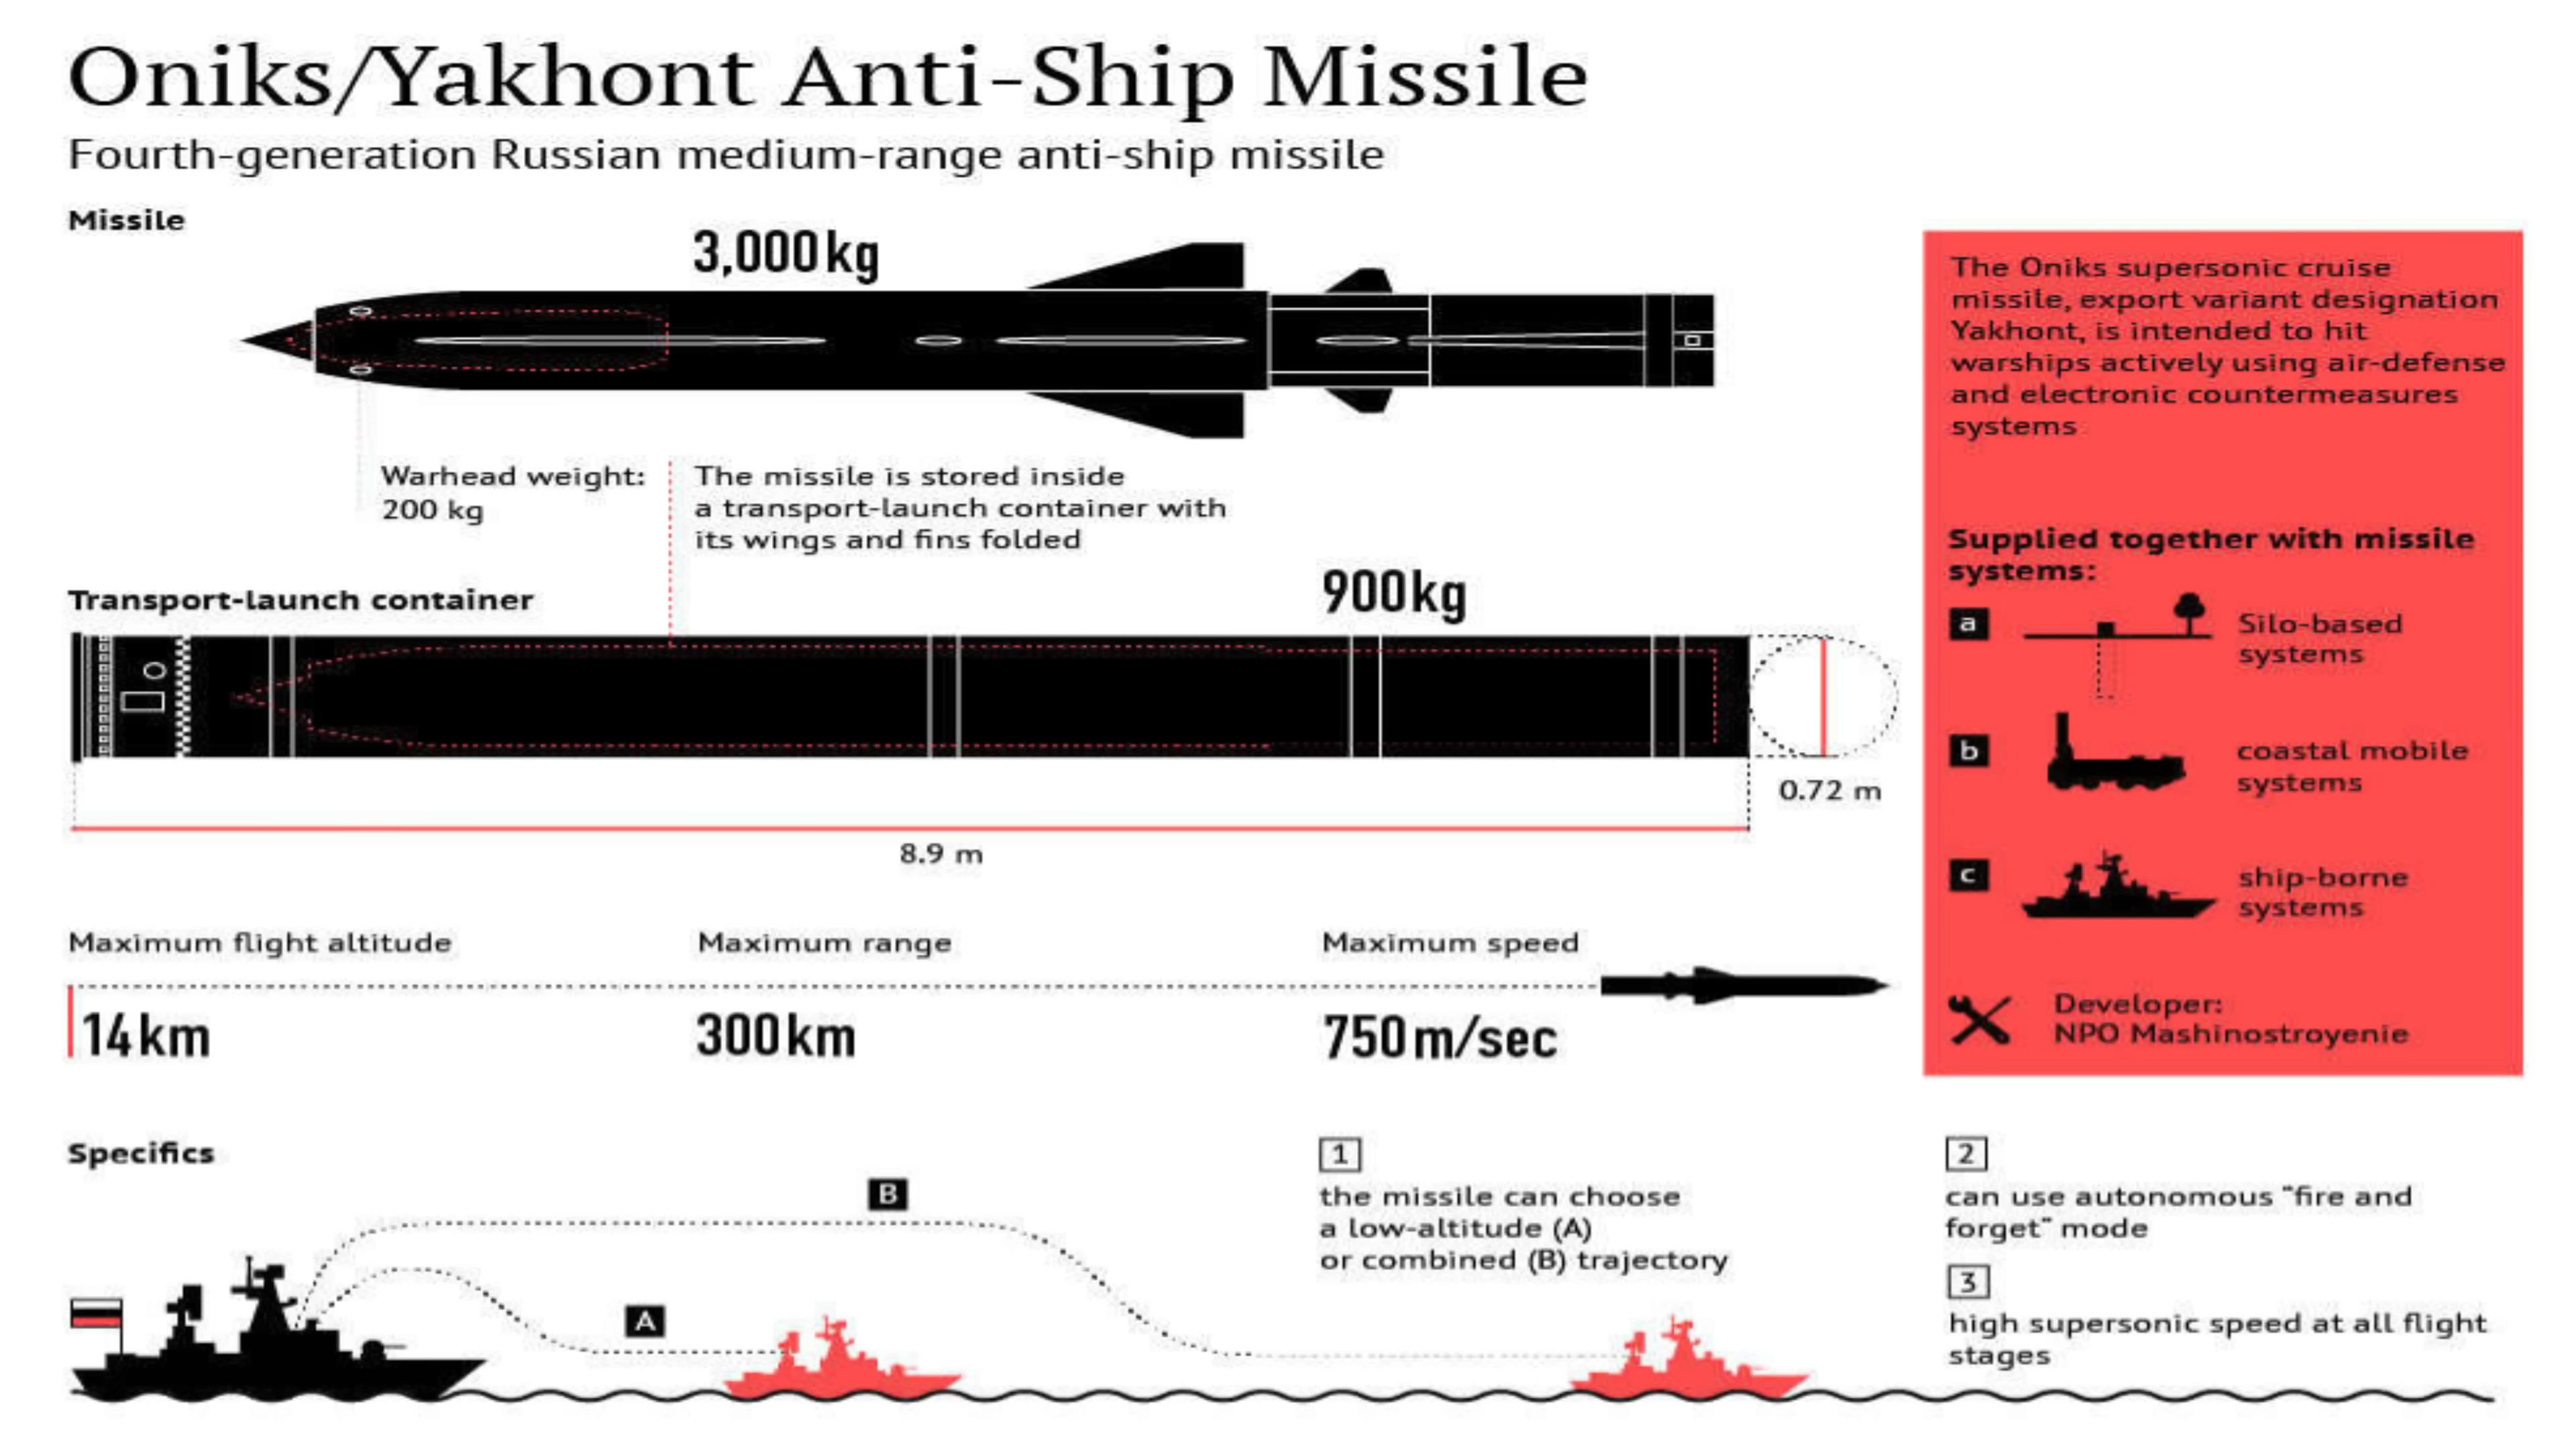 Oniks/Yakhont Anti-Ship Missile
Fourth-generation Russian medium-range anti-ship missile
Missile
3,000 kg
Warhead weight:
200 kg
The missile is stored inside
a transport-launch container with
its wings and fins folded
Transport-launch container
900 kg
0.72 m
8.9 m
Maximum flight altitude
14 km
Maximum range
300 km
Maximum speed
750 m/sec
The Oniks supersonic cruise
missile, export variant designation
Yakhont, is intended to hit
warships actively using air-defense
and electronic countermeasures
systems
Supplied together with missile
systems:
a
Silo-based
systems
b
coastal mobile
systems
c
ship-borne
systems
Developer:
NPO Mashinostroyenie
Specifics
B
A
1
the missile can choose
a low-altitude (A)
or combined (B) trajectory
2
can use autonomous "fire and
forget" mode
3
high supersonic speed at all flight
stages